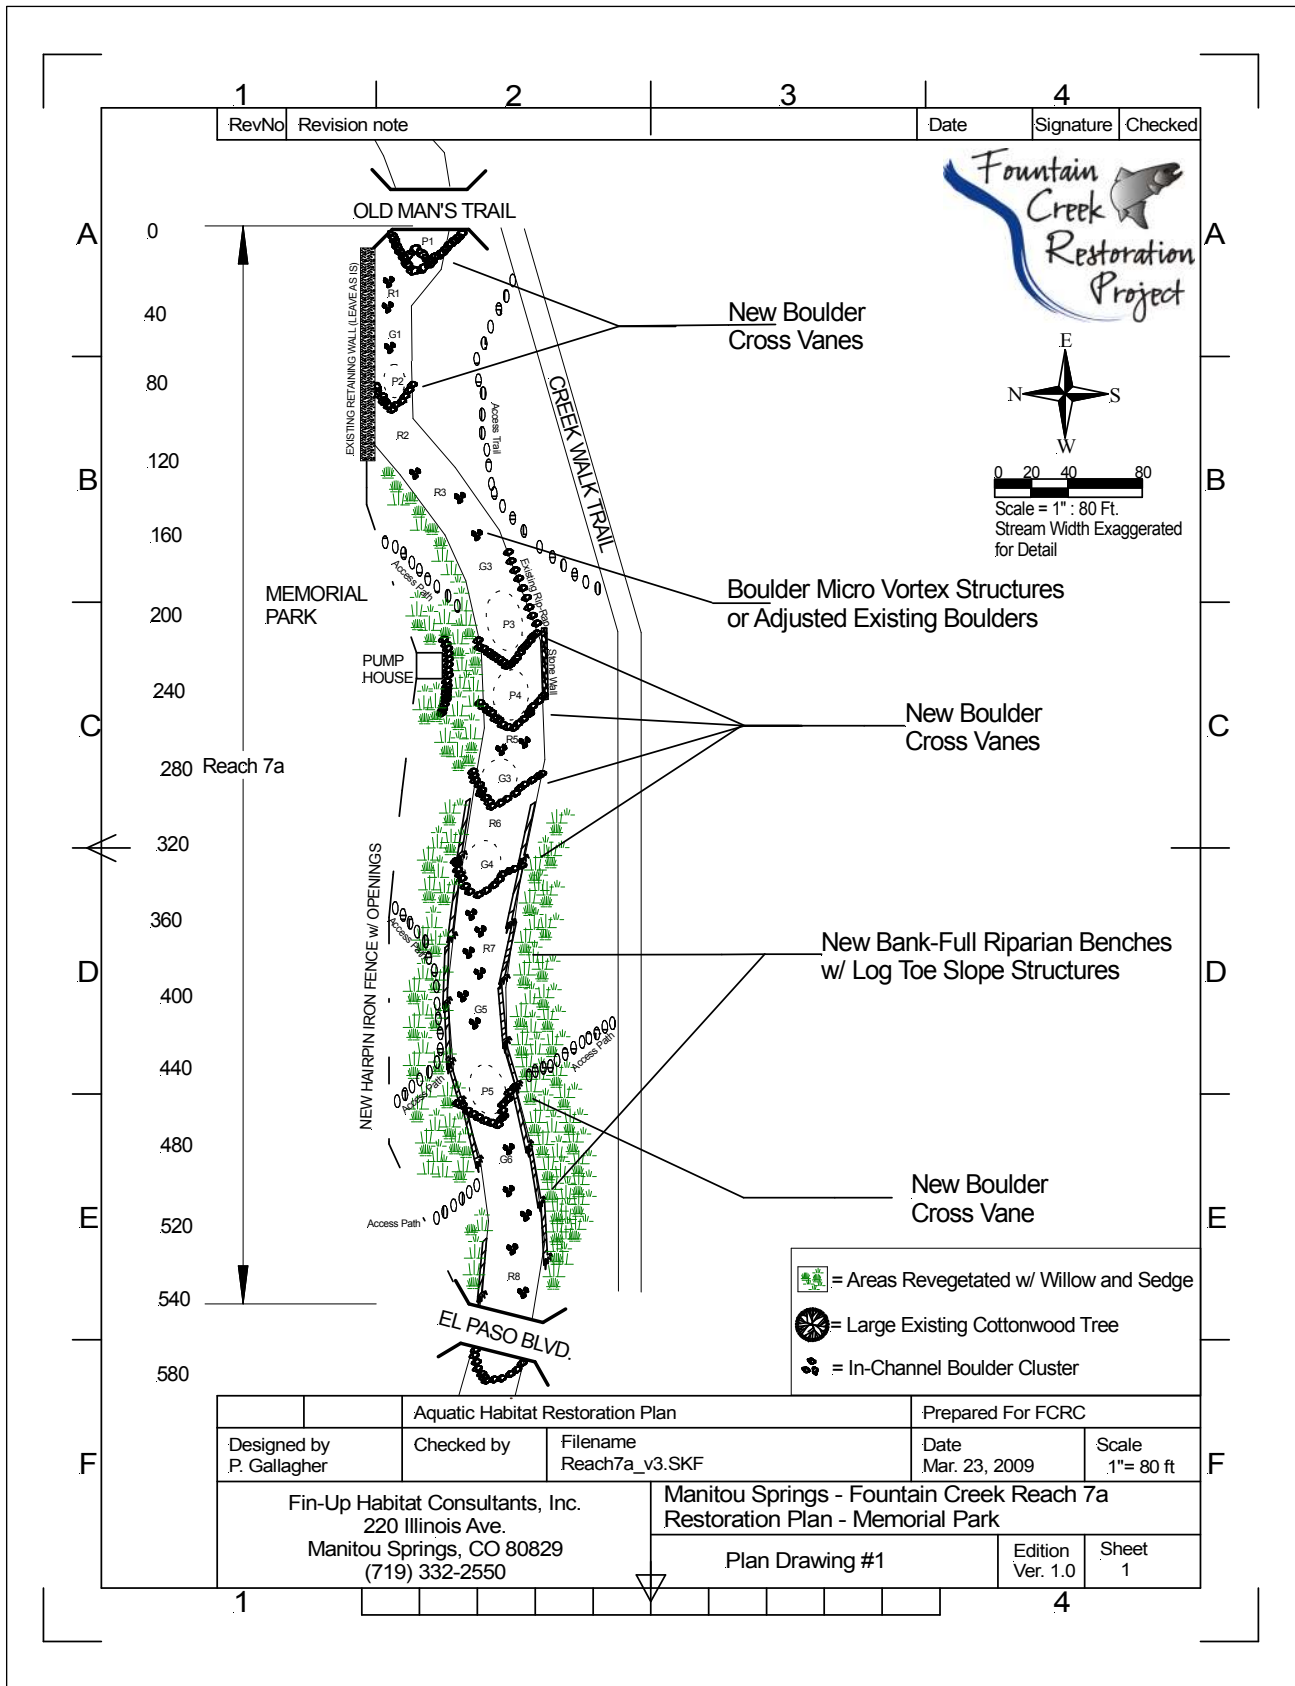 1
2
3
4
RevNo
Revision note
Date
Signature
Checked
Fountain
Creek
Restoration
Project
OLD MAN'S TRAIL
A
0
P1
A
EXISTING RETAINING WALL (LEAVE AS IS)
R1
40
New Boulder
Cross Vanes
G1
E
N
S
W
80
P2
CREEK WALK TRAIL
Access Trail
R2
120
B
R3
B
0 20 40 80
Scale = 1" : 80 Ft.
Stream Width Exaggerated
for Detail
160
Access Path
G3
Existing Rip-Rap
MEMORIAL
PARK
Boulder Micro Vortex Structures
or Adjusted Existing Boulders
200
P3
PUMP
HOUSE
Stone Wall
240
P4
C
New Boulder
Cross Vanes
C
R5
280
Reach 7a
G3
R6
320
G4
NEW HAIRPIN IRON FENCE w/ OPENINGS
360
Access Path
R7
New Bank-Full Riparian Benches
w/ Log Toe Slope Structures
D
D
400
G5
Access Path
440
P5
Access Path
480
G6
New Boulder
Cross Vane
E
E
520
Access Path
R8
540
= Areas Revegetated w/ Willow and Sedge
= Large Existing Cottonwood Tree
= In-Channel Boulder Cluster
EL PASO BLVD.
580
Aquatic Habitat Restoration Plan
Prepared For FCRC
F
Designed by
P. Gallagher
Checked by
Filename
Reach7a_v3.SKF
Date
Mar. 23, 2009
Scale
1"= 80 ft
F
Fin-Up Habitat Consultants, Inc.
220 Illinois Ave.
Manitou Springs, CO 80829
(719) 332-2550
Manitou Springs - Fountain Creek Reach 7a
Restoration Plan - Memorial Park
Plan Drawing #1
Edition
Ver. 1.0
Sheet
1
1
4